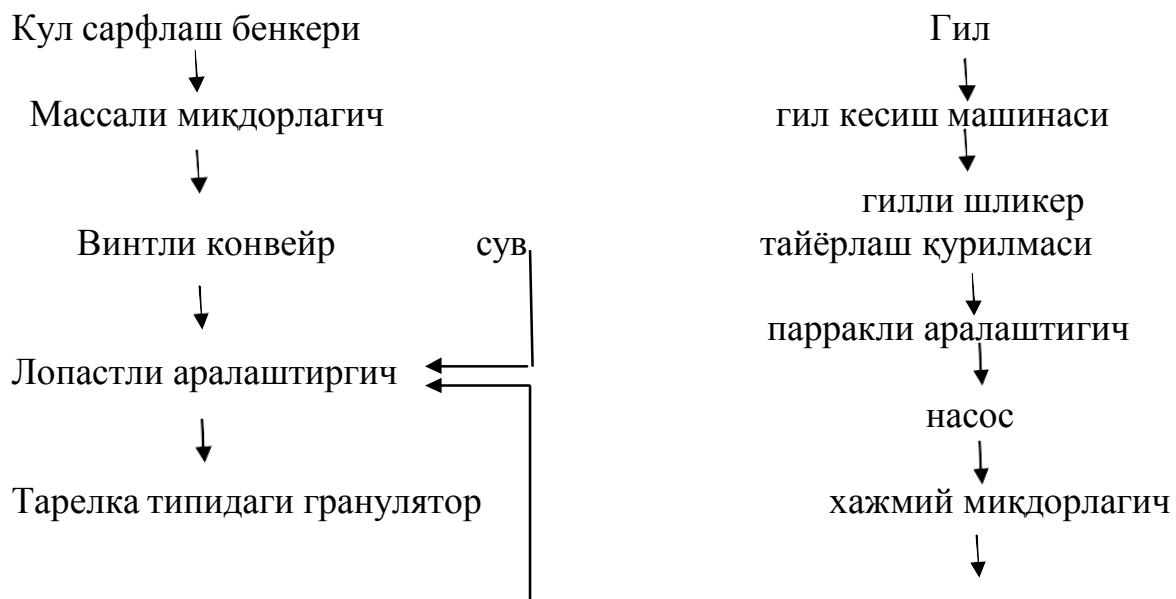 Кул сарфлаш бенкери
Массали миқдорлагич
Винтли конвейр
сув
Лопастли аралаштиргич
Тарелка типидаги гранулятор
Гил
гил кесиш машинаси
гилли шликер
тайёрлаш қурилмаси
парракли аралаштигич
насос
хажмий миқдорлагич